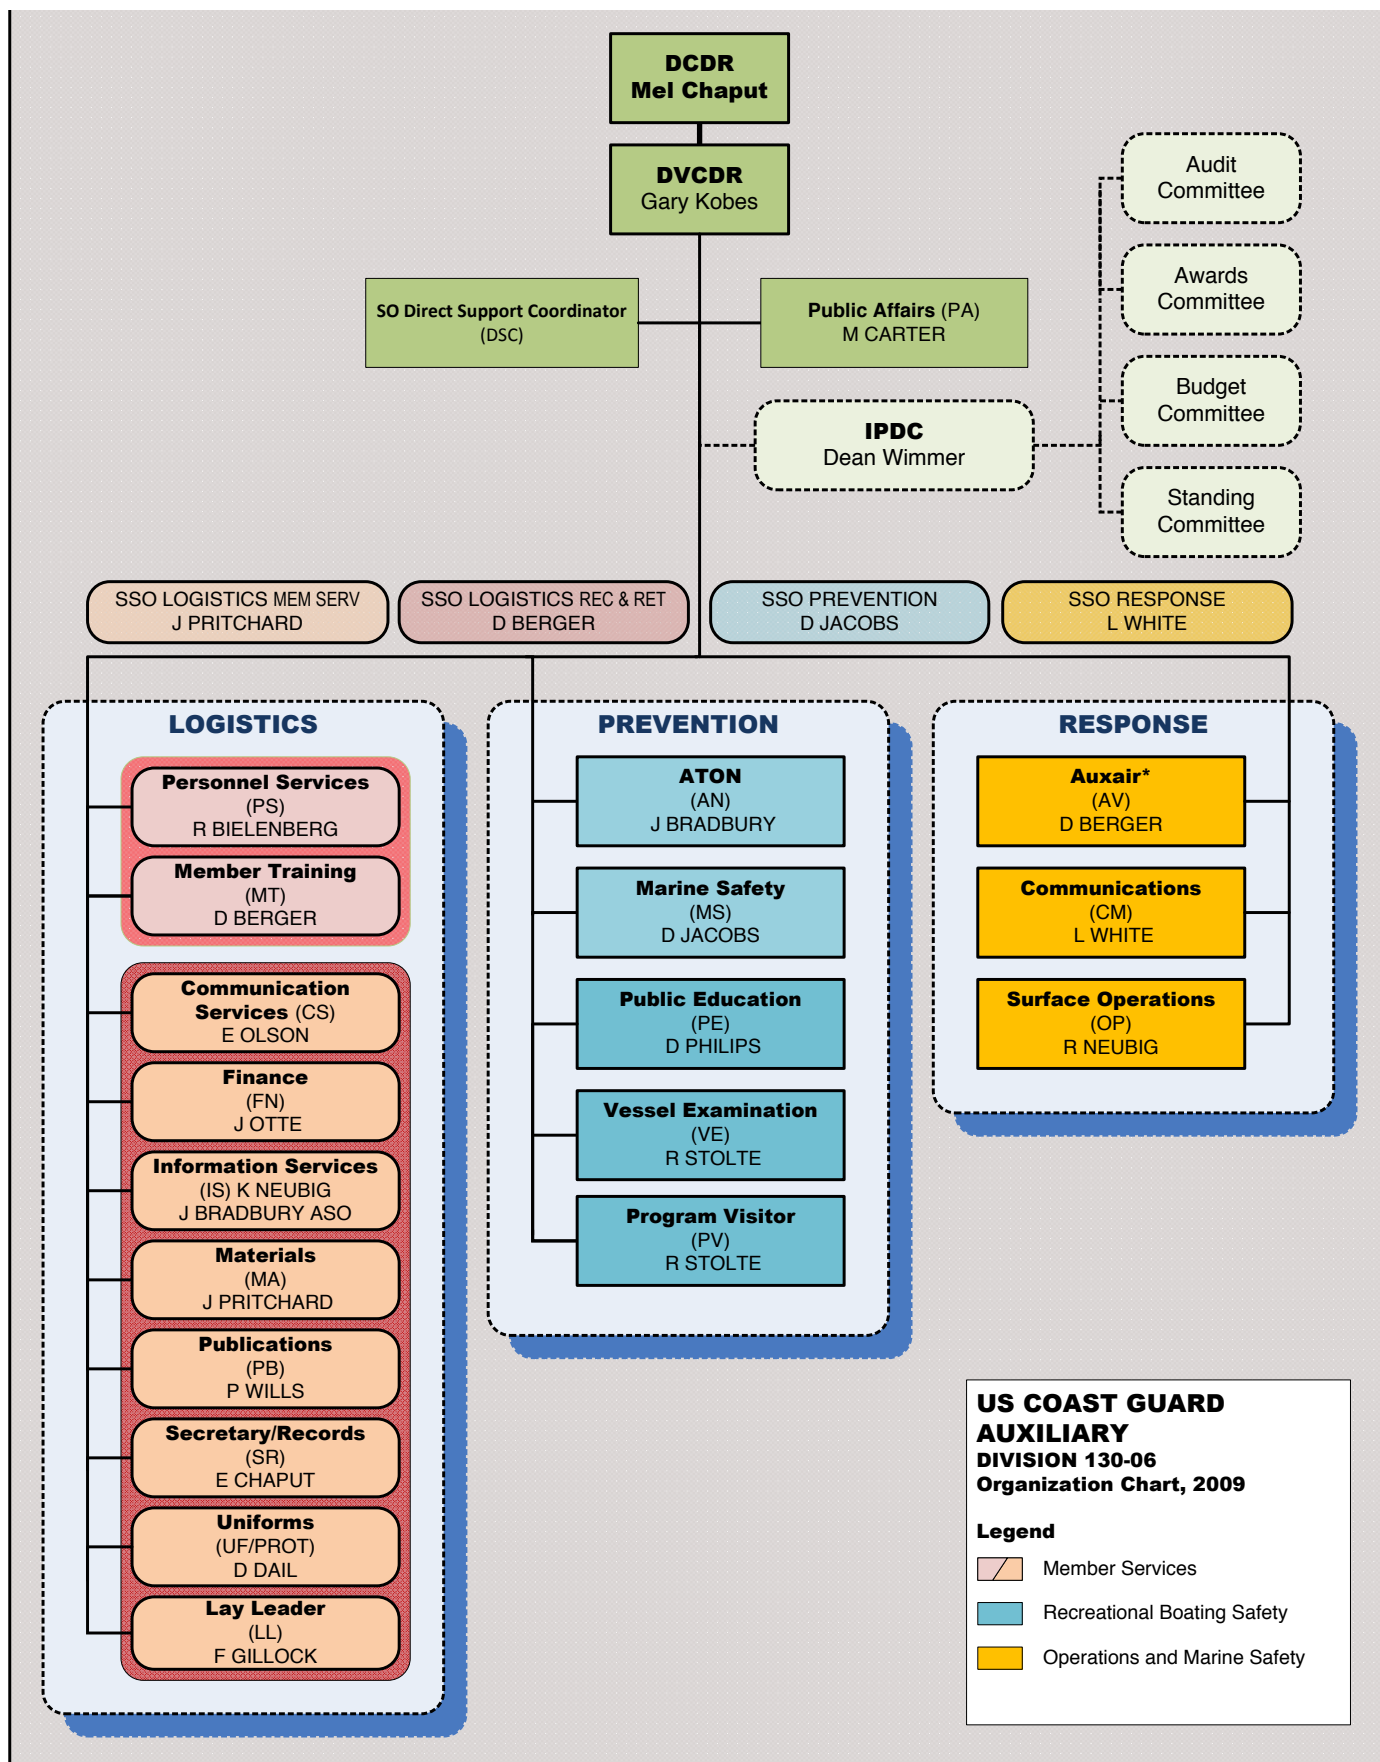 DCDR
Mel Chaput
DVCDR
Gary Kobes
Audit
Committee
Awards
Committee
Budget
Committee
Standing
Committee
SO Direct Support Coordinator
(DSC)
Public Affairs (PA)
M CARTER
IPDC
Dean Wimmer
SSO LOGISTICS MEM SERV
J PRITCHARD
SSO LOGISTICS REC & RET
D BERGER
SSO PREVENTION
D JACOBS
SSO RESPONSE
L WHITE
LOGISTICS
Personnel Services
(PS)
R BIELENBERG
Member Training
(MT)
D BERGER
Communication
Services (CS)
E OLSON
Finance
(FN)
J OTTE
Information Services
(IS) K NEUBIG
J BRADBURY ASO
Materials
(MA)
J PRITCHARD
Publications
(PB)
P WILLS
Secretary/Records
(SR)
E CHAPUT
Uniforms
(UF/PROT)
D DAIL
Lay Leader
(LL)
F GILLOCK
PREVENTION
ATON
(AN)
J BRADBURY
Marine Safety
(MS)
D JACOBS
Public Education
(PE)
D PHILIPS
Vessel Examination
(VE)
R STOLTE
Program Visitor
(PV)
R STOLTE
RESPONSE
Auxair*
(AV)
D BERGER
Communications
(CM)
L WHITE
Surface Operations
(OP)
R NEUBIG
US COAST GUARD
AUXILIARY
DIVISION 130-06
Organization Chart, 2009
Legend
Member Services
Recreational Boating Safety
Operations and Marine Safety